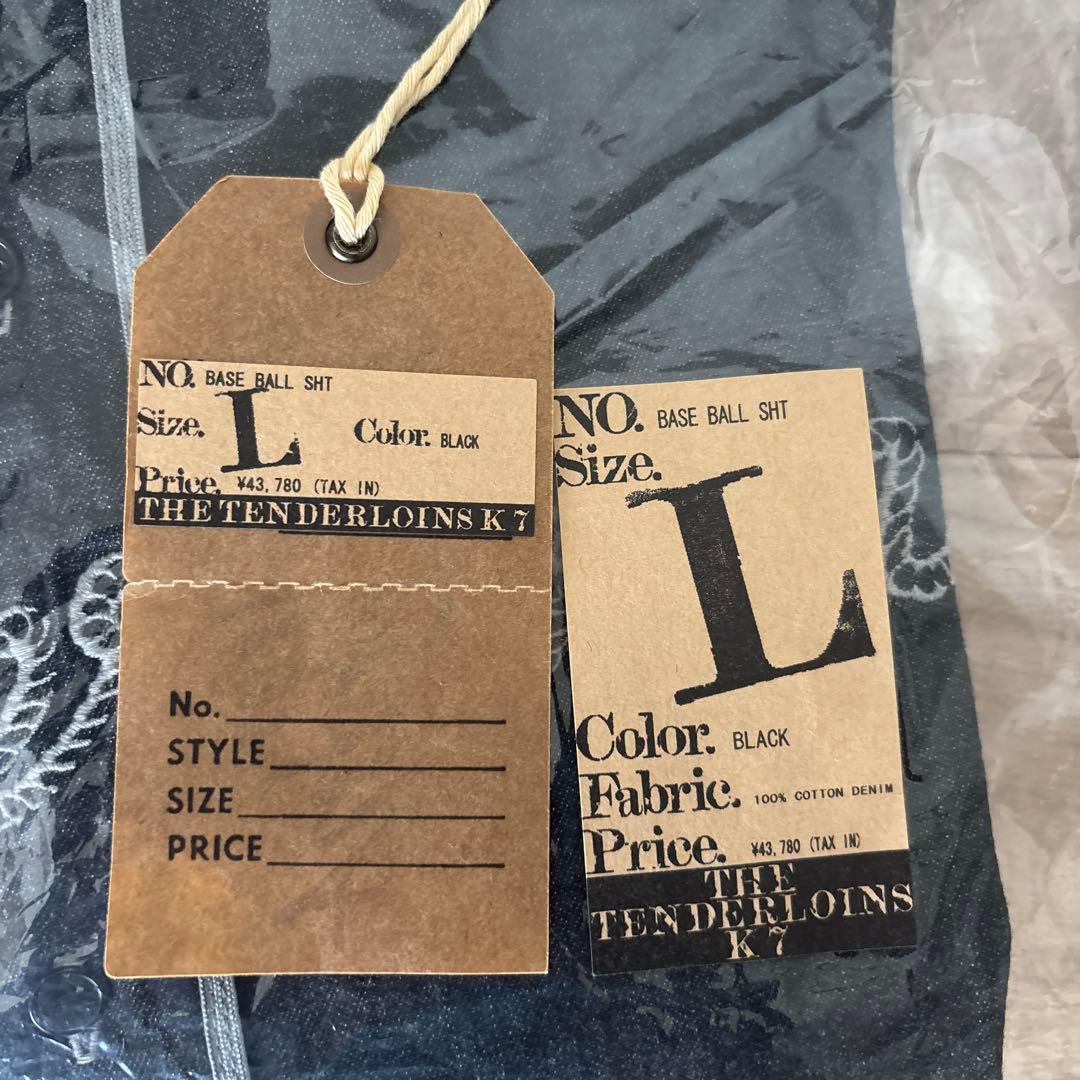 NO. BASE BALL SHT
Size. L Color. BLACK
Price. ¥43,780 (TAX IN)
THE TENDERLOINS K 7
No.
STYLE
SIZE
PRICE
NO. BASE BALL SHT
Size.
L
Color. BLACK
Fabric. 100% COTTON DENIM
Price. ¥43,780 (TAX IN)
THE
TENDERLOINS
K 7